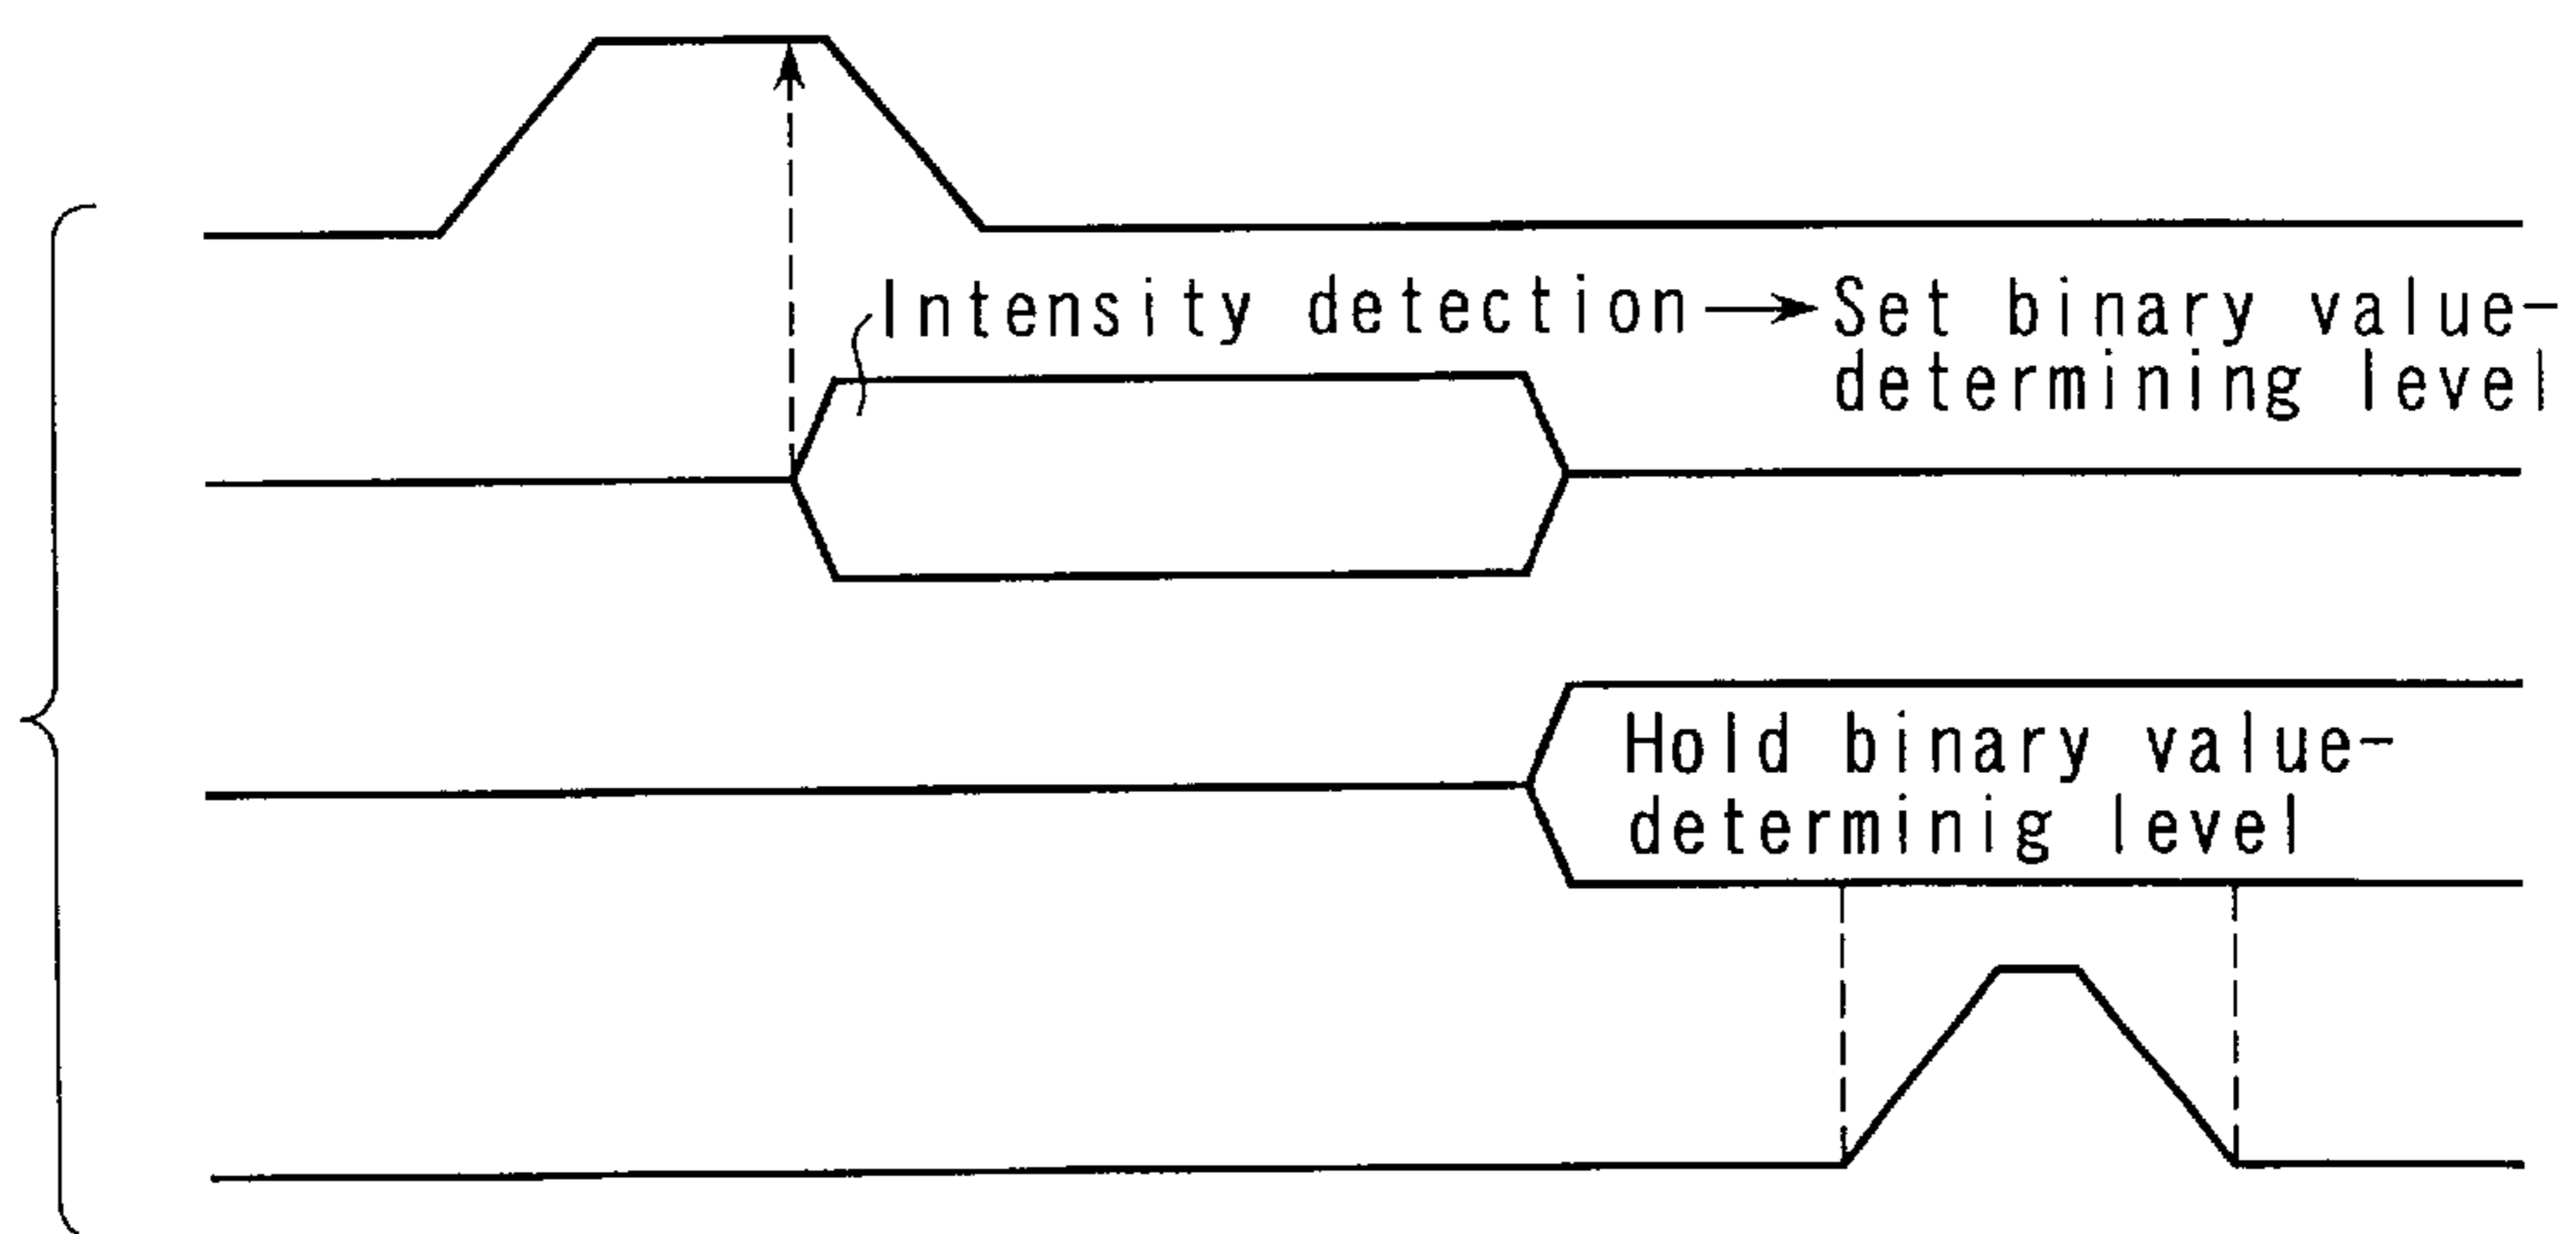 Intensity detection → Set binary value-
determining level
Hold binary value-
determinig level